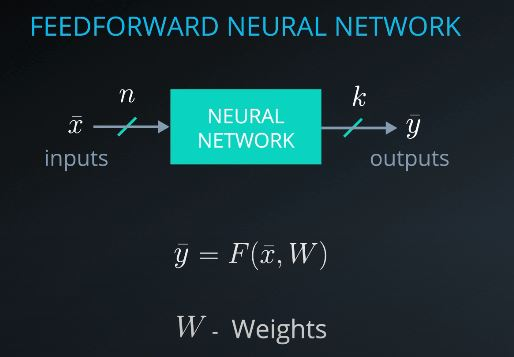 FEEDFORWARD NEURAL NETWORK
n
k
x̄
NEURAL
NETWORK
ȳ
inputs
outputs
ȳ = F(x̄, W)
W - Weights